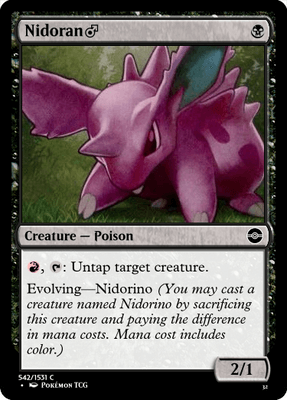 Nidoran♂
Creature — Poison
, : Untap target creature.
Evolving—Nidorino (You may cast a
creature named Nidorino by sacrificing
this creature and paying the difference
in mana costs. Mana cost includes
color.)
2/1
542/1531 C
• Pokémon TCG